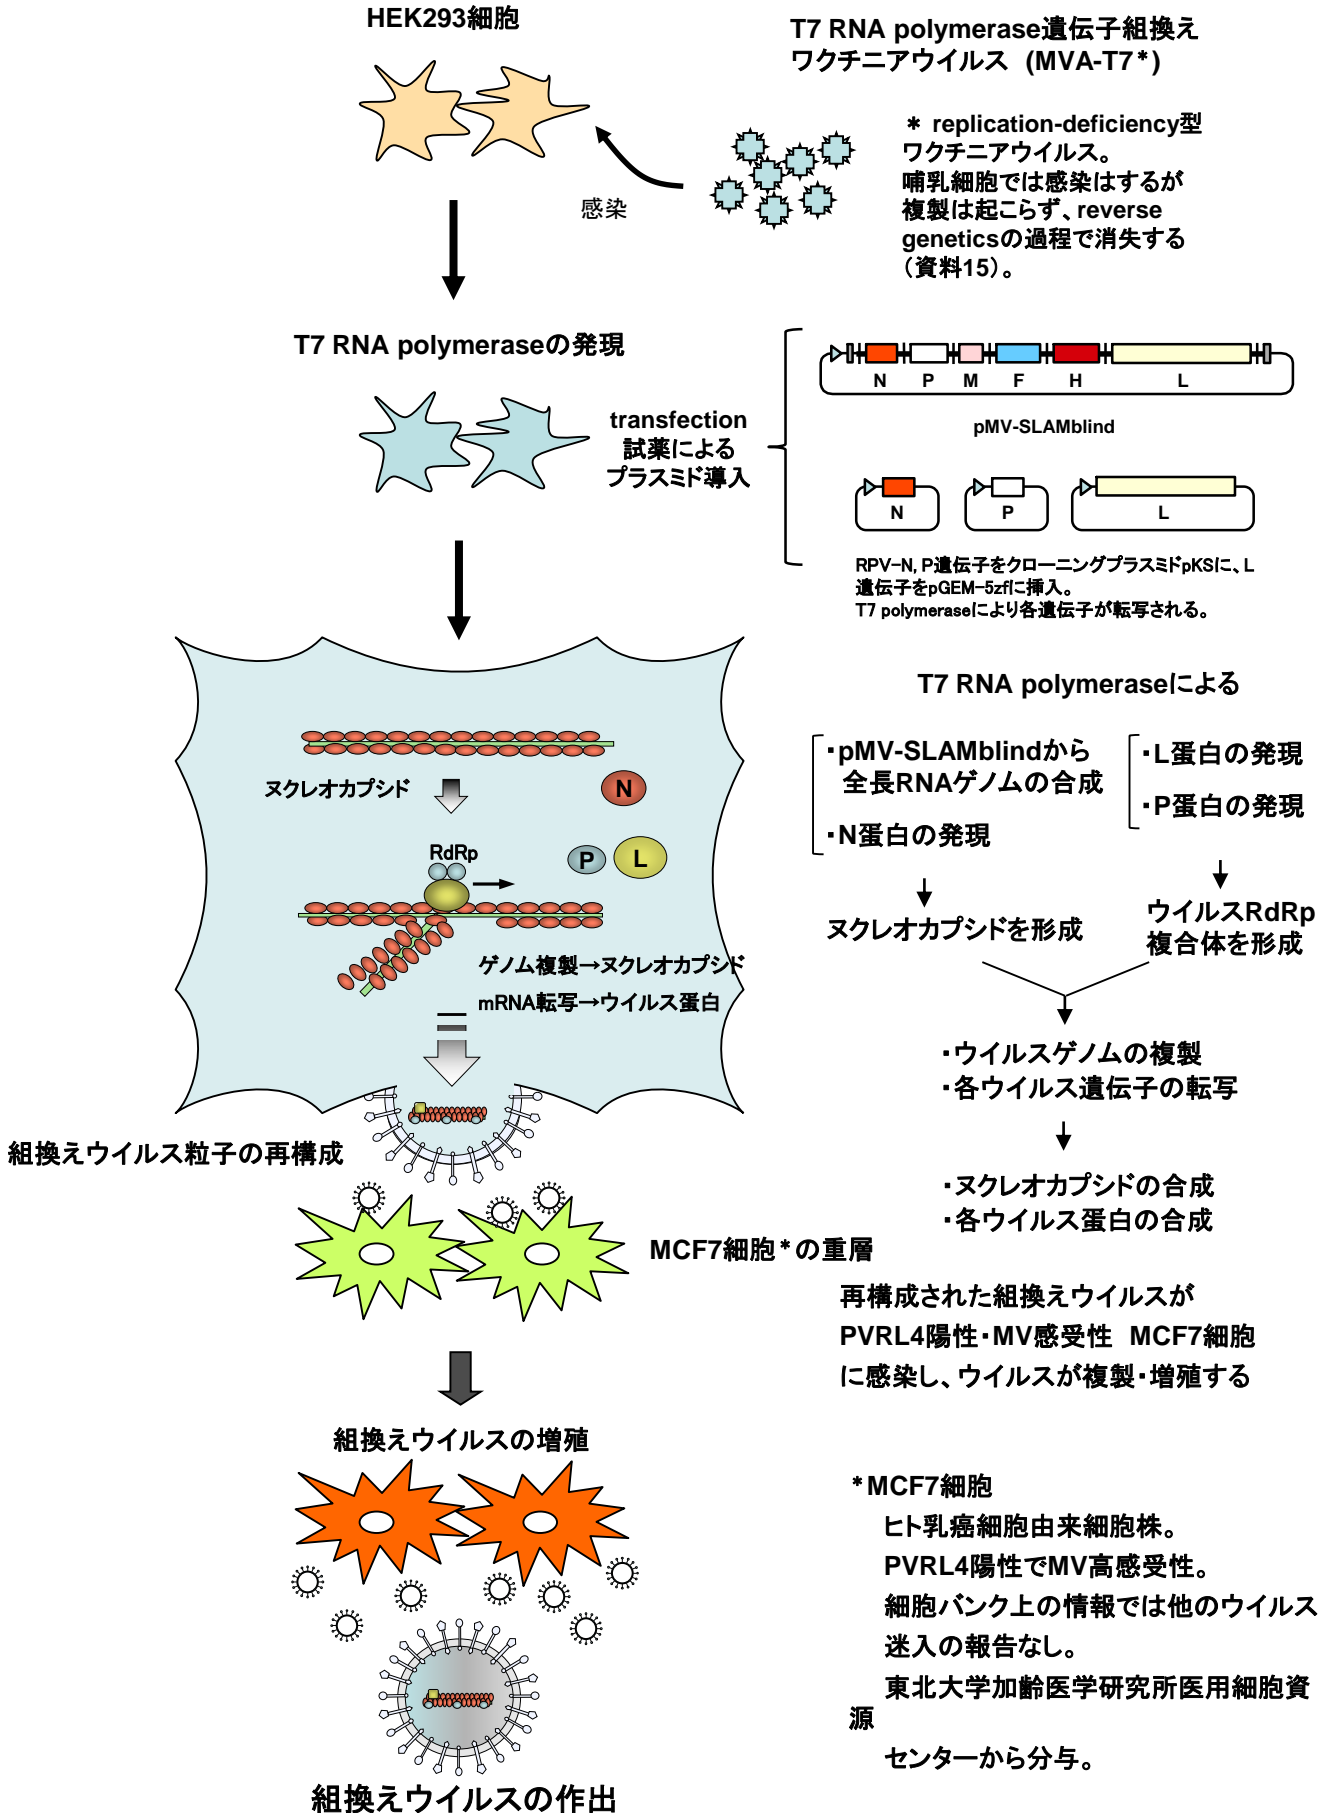 HEK293細胞
T7 RNA polymerase遺伝子組換え
ワクチニアウイルス (MVA-T7*)
* replication-deficiency型
ワクチニアウイルス。
哺乳細胞では感染はするが
複製は起こらず、reverse
geneticsの過程で消失する
（資料15）。
感染
T7 RNA polymeraseの発現
transfection
試薬による
プラスミド導入
N P M F H L
pMV-SLAMblind
N P L
RPV-N, P遺伝子をクローニングプラスミドpKSに、L
遺伝子をpGEM-5zfに挿入。
T7 polymeraseにより各遺伝子が転写される。
T7 RNA polymeraseによる
・pMV-SLAMblindから
全長RNAゲノムの合成
・N蛋白の発現
・L蛋白の発現
・P蛋白の発現
ヌクレオカプシド
N
RdRp
P L
ヌクレオカプシドを形成
ウイルスRdRp
複合体を形成
ゲノム複製→ヌクレオカプシド
mRNA転写→ウイルス蛋白
・ウイルスゲノムの複製
・各ウイルス遺伝子の転写
組換えウイルス粒子の再構成
・ヌクレオカプシドの合成
・各ウイルス蛋白の合成
MCF7細胞*の重層
再構成された組換えウイルスが
PVRL4陽性・MV感受性 MCF7細胞
に感染し、ウイルスが複製・増殖する
組換えウイルスの増殖
*MCF7細胞
ヒト乳癌細胞由来細胞株。
PVRL4陽性でMV高感受性。
細胞バンク上の情報では他のウイルス
迷入の報告なし。
東北大学加齢医学研究所医用細胞資
源
センターから分与。
組換えウイルスの作出